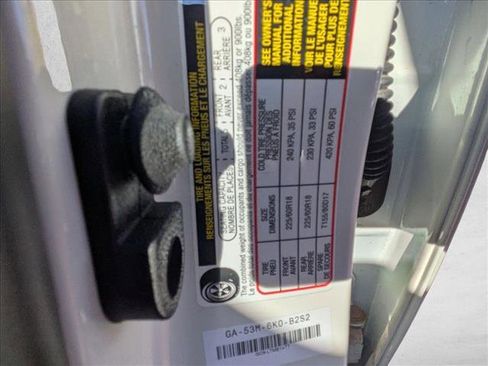 TIRE AND LOADING INFORMATION
RENSEIGNEMENTS SUR LES PNEUS ET LE CHARGEMENT
SEATING CAPACITY TOTAL 5 FRONT 2 REAR 3
NOMBRE DE PLACES AVANT ARRIÈRE
The combined weight of occupants and cargo should never exceed 408kg or 900lbs.
408kg ou 900lb.
TIRE SIZE COLD TIRE PRESSURE
PNEU DIMENSIONS PRESSION DES PNEUS À FROID
FRONT AVANT 225/60R18 240 KPA, 35 PSI
REAR ARRIÈRE 225/60R18 230 KPA, 33 PSI
SPARE DE SECOURS T155/80D17 420 KPA, 60 PSI
SEE OWNER'S
MANUAL FOR
ADDITIONAL
INFORMATION
VOIR LE MANUEL
DE L'USAGER
POUR PLUS DE
RENSEIGNEMENTS
GA-53M-6K0-B2S2